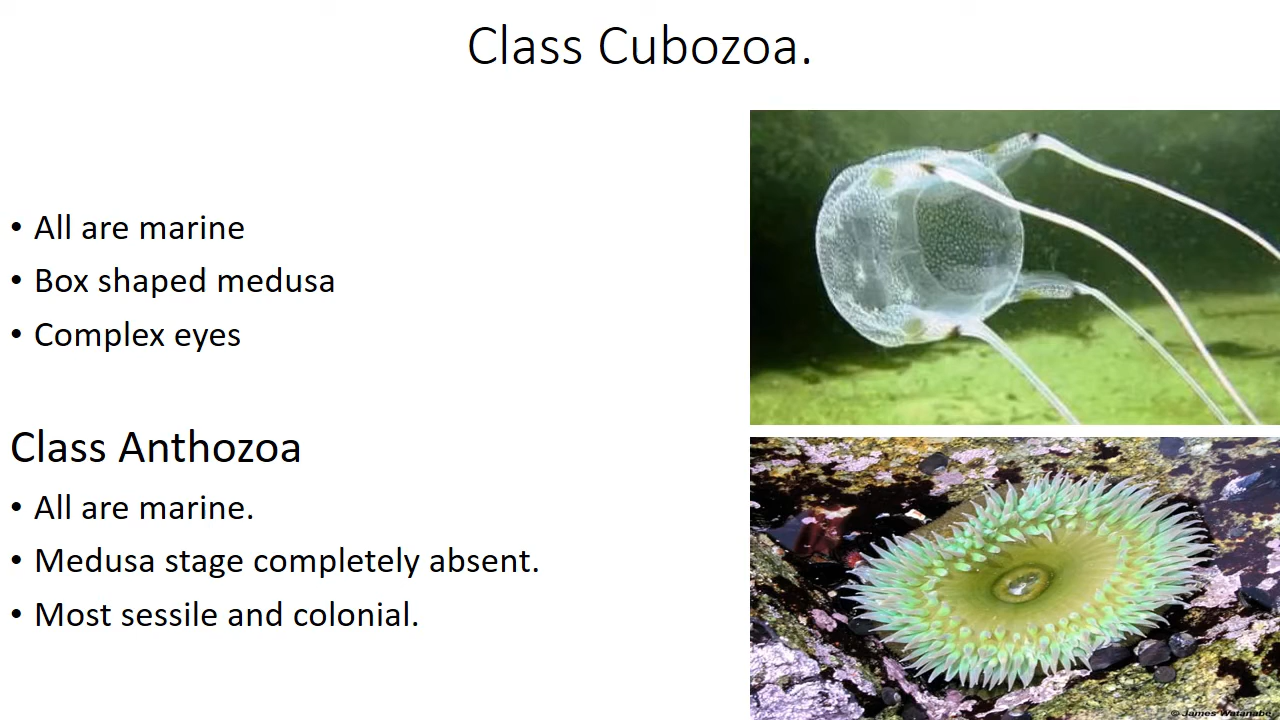 Class Cubozoa.
• All are marine
• Box shaped medusa
• Complex eyes
Class Anthozoa
• All are marine.
• Medusa stage completely absent.
• Most sessile and colonial.
© James Watanabe